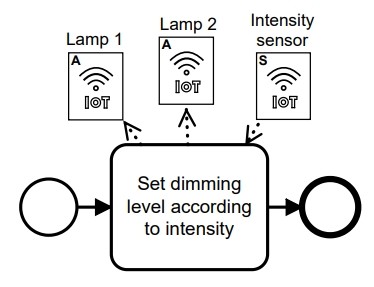 Lamp 1
Lamp 2
Intensity
sensor
A
IOT
A
IOT
S
IOT
Set dimming
level according
to intensity